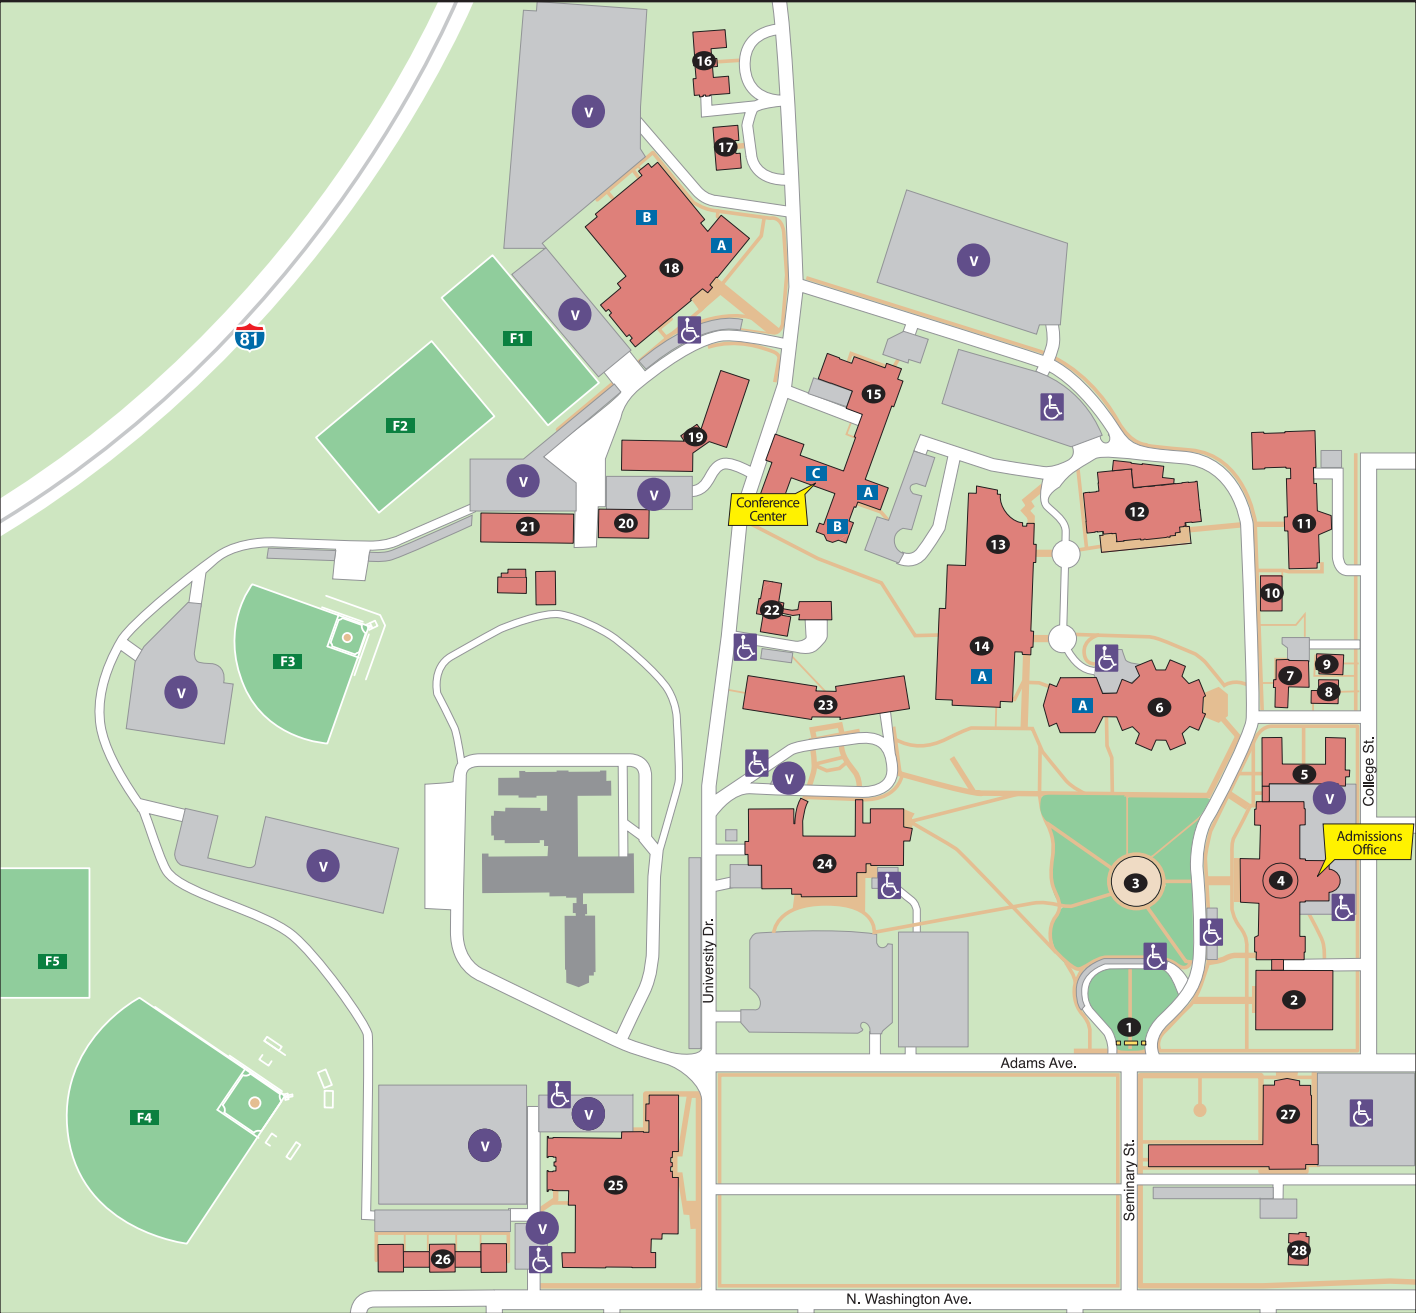 16
V
17
B
A
18
V
V
81
F1
F2
15
19
C
A
B
Conference
Center
V
V
21
20
13
12
11
10
22
F3
14
A
9
7
8
V
23
A
6
V
5
V
College St.
Admissions
Office
24
3
4
V
F5
University Dr.
2
1
Adams Ave.
F4
V
V
27
25
Seminary St.
V
26
28
N. Washington Ave.